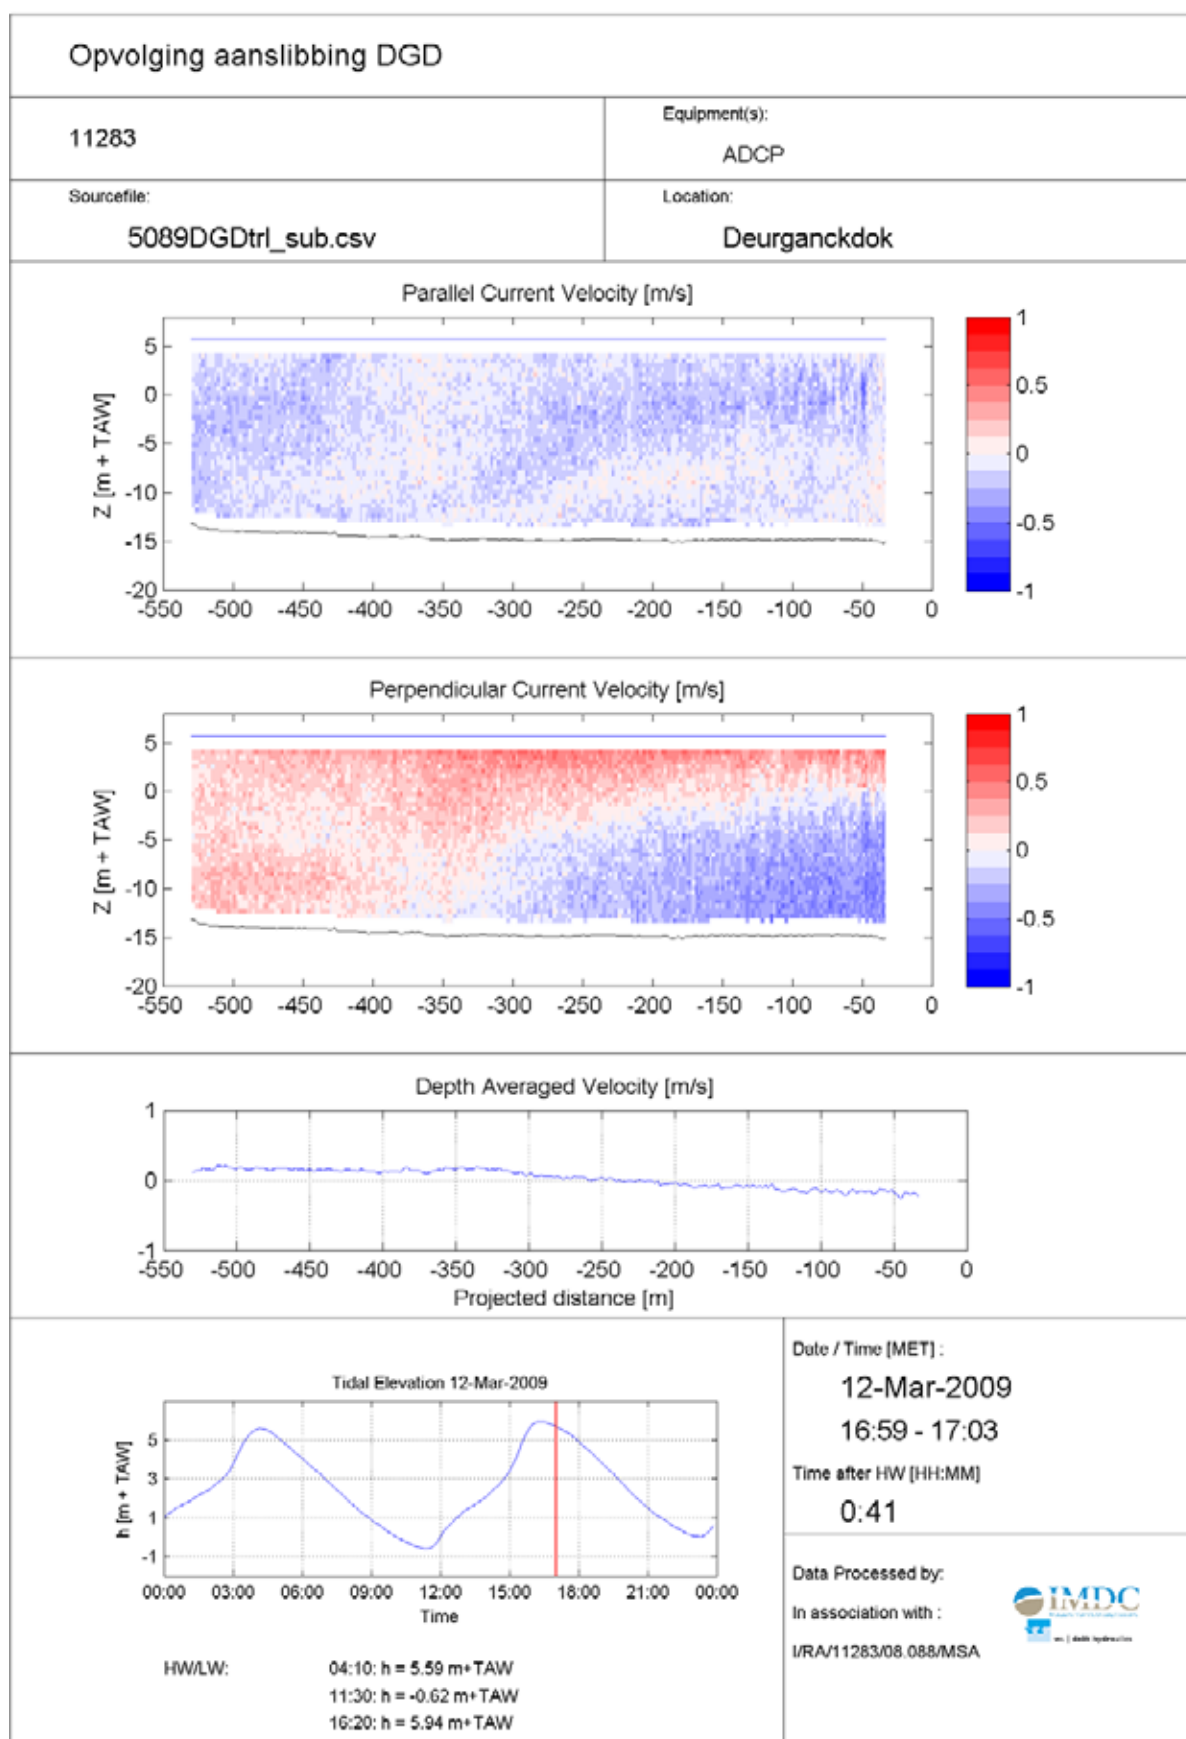 Opvolging aanslibbing DGD
11283
Equipment(s):
ADCP
Sourcefile:
5089DGDtrl_sub.csv
Location:
Deurganckdok
Parallel Current Velocity [m/s]
Z [m + TAW]
5
0
-5
-10
-15
-20
-550 -500 -450 -400 -350 -300 -250 -200 -150 -100 -50 0
1
0.5
0
-0.5
-1
Perpendicular Current Velocity [m/s]
Z [m + TAW]
5
0
-5
-10
-15
-20
-550 -500 -450 -400 -350 -300 -250 -200 -150 -100 -50 0
1
0.5
0
-0.5
-1
Depth Averaged Velocity [m/s]
1
0
-1
-550 -500 -450 -400 -350 -300 -250 -200 -150 -100 -50 0
Projected distance [m]
Tidal Elevation 12-Mar-2009
h [m + TAW]
5
3
1
-1
00:00 03:00 06:00 09:00 12:00 15:00 18:00 21:00 00:00
Time
HW/LW: 04:10: h = 5.59 m+TAW
11:30: h = -0.62 m+TAW
16:20: h = 5.94 m+TAW
Date / Time [MET] :
12-Mar-2009
16:59 - 17:03
Time after HW [HH:MM]
0:41
Data Processed by:
In association with :
I/RA/11283/08.088/MSA
IMDC
wl | delft hydraulics